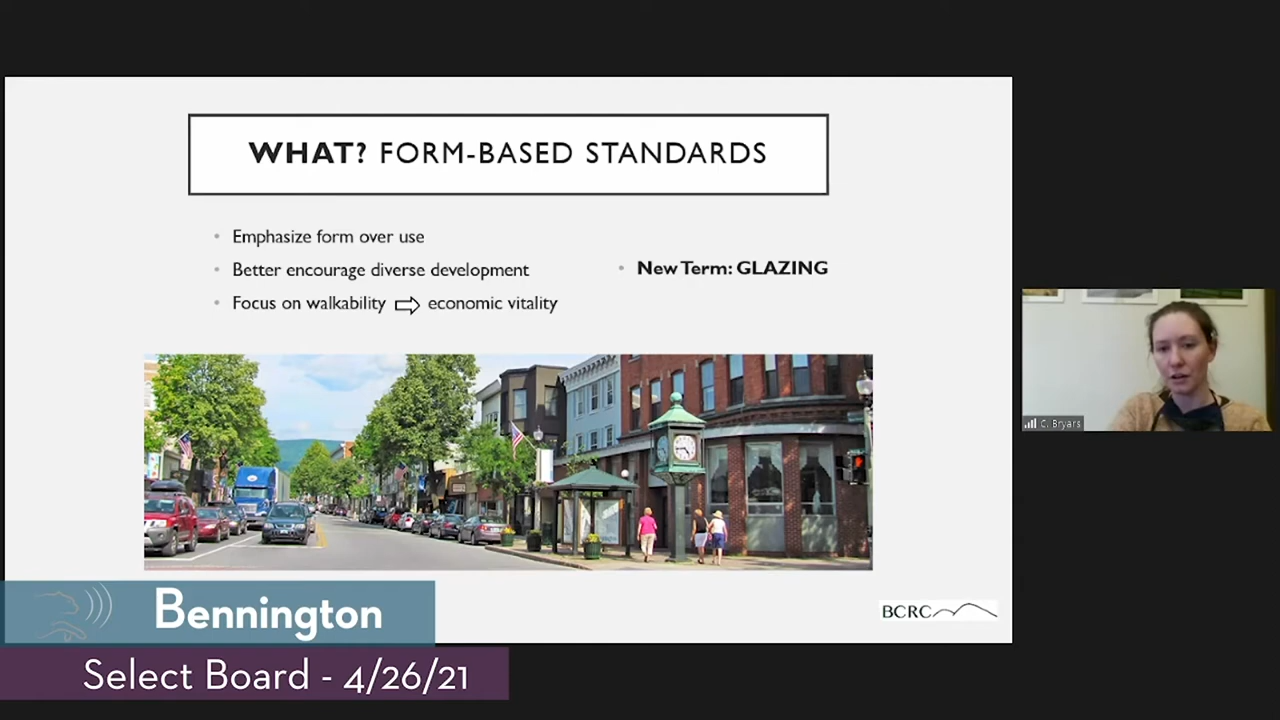 WHAT? FORM-BASED STANDARDS
• Emphasize form over use
• Better encourage diverse development
• Focus on walkability ⇨ economic vitality
• New Term: GLAZING
C. Bryars
BCRC
Bennington
Select Board - 4/26/21